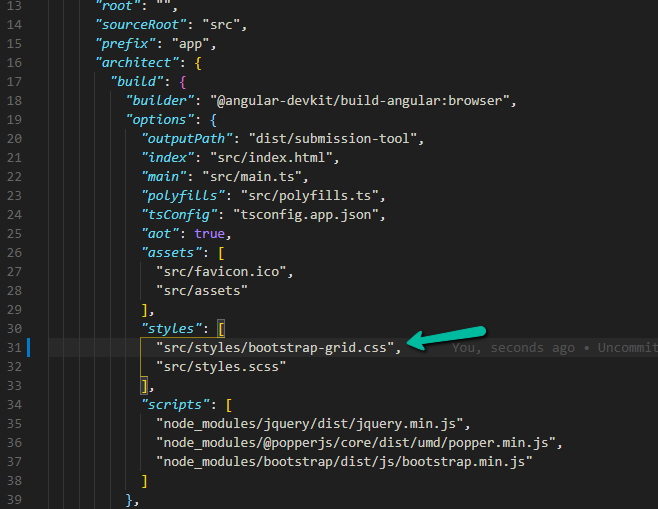 13 "root": "",
14 "sourceRoot": "src",
15 "prefix": "app",
16 "architect": {
17 "build": {
18 "builder": "@angular-devkit/build-angular:browser",
19 "options": {
20 "outputPath": "dist/submission-tool",
21 "index": "src/index.html",
22 "main": "src/main.ts",
23 "polyfills": "src/polyfills.ts",
24 "tsConfig": "tsconfig.app.json",
25 "aot": true,
26 "assets": [
27 "src/favicon.ico",
28 "src/assets"
29 ],
30 "styles": [
31 "src/styles/bootstrap-grid.css", You, seconds ago • Uncommit
32 "src/styles.scss"
33 ],
34 "scripts": [
35 "node_modules/jquery/dist/jquery.min.js",
36 "node_modules/@popperjs/core/dist/umd/popper.min.js",
37 "node_modules/bootstrap/dist/js/bootstrap.min.js"
38 ]
39 },